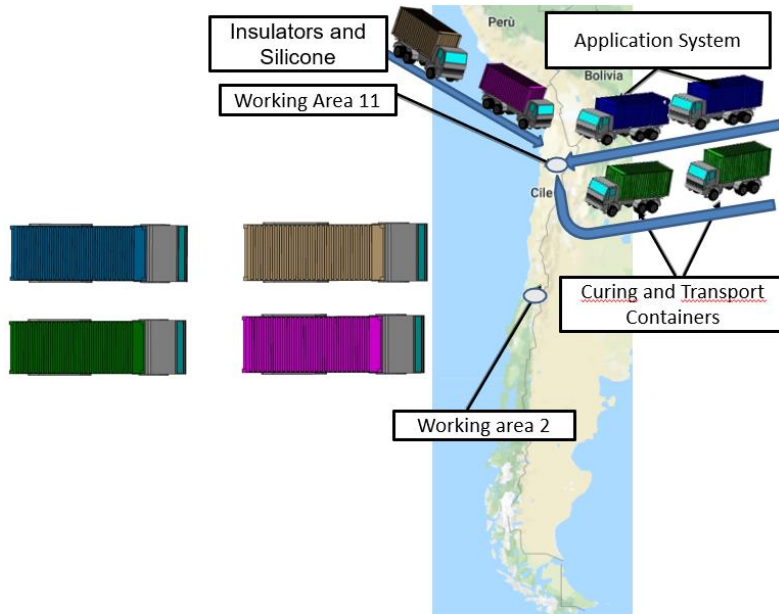 Perù
Insulators and
Silicone
Application System
Bolivia
Working Area 11
Cile
Curing and Transport
Containers
Working area 2